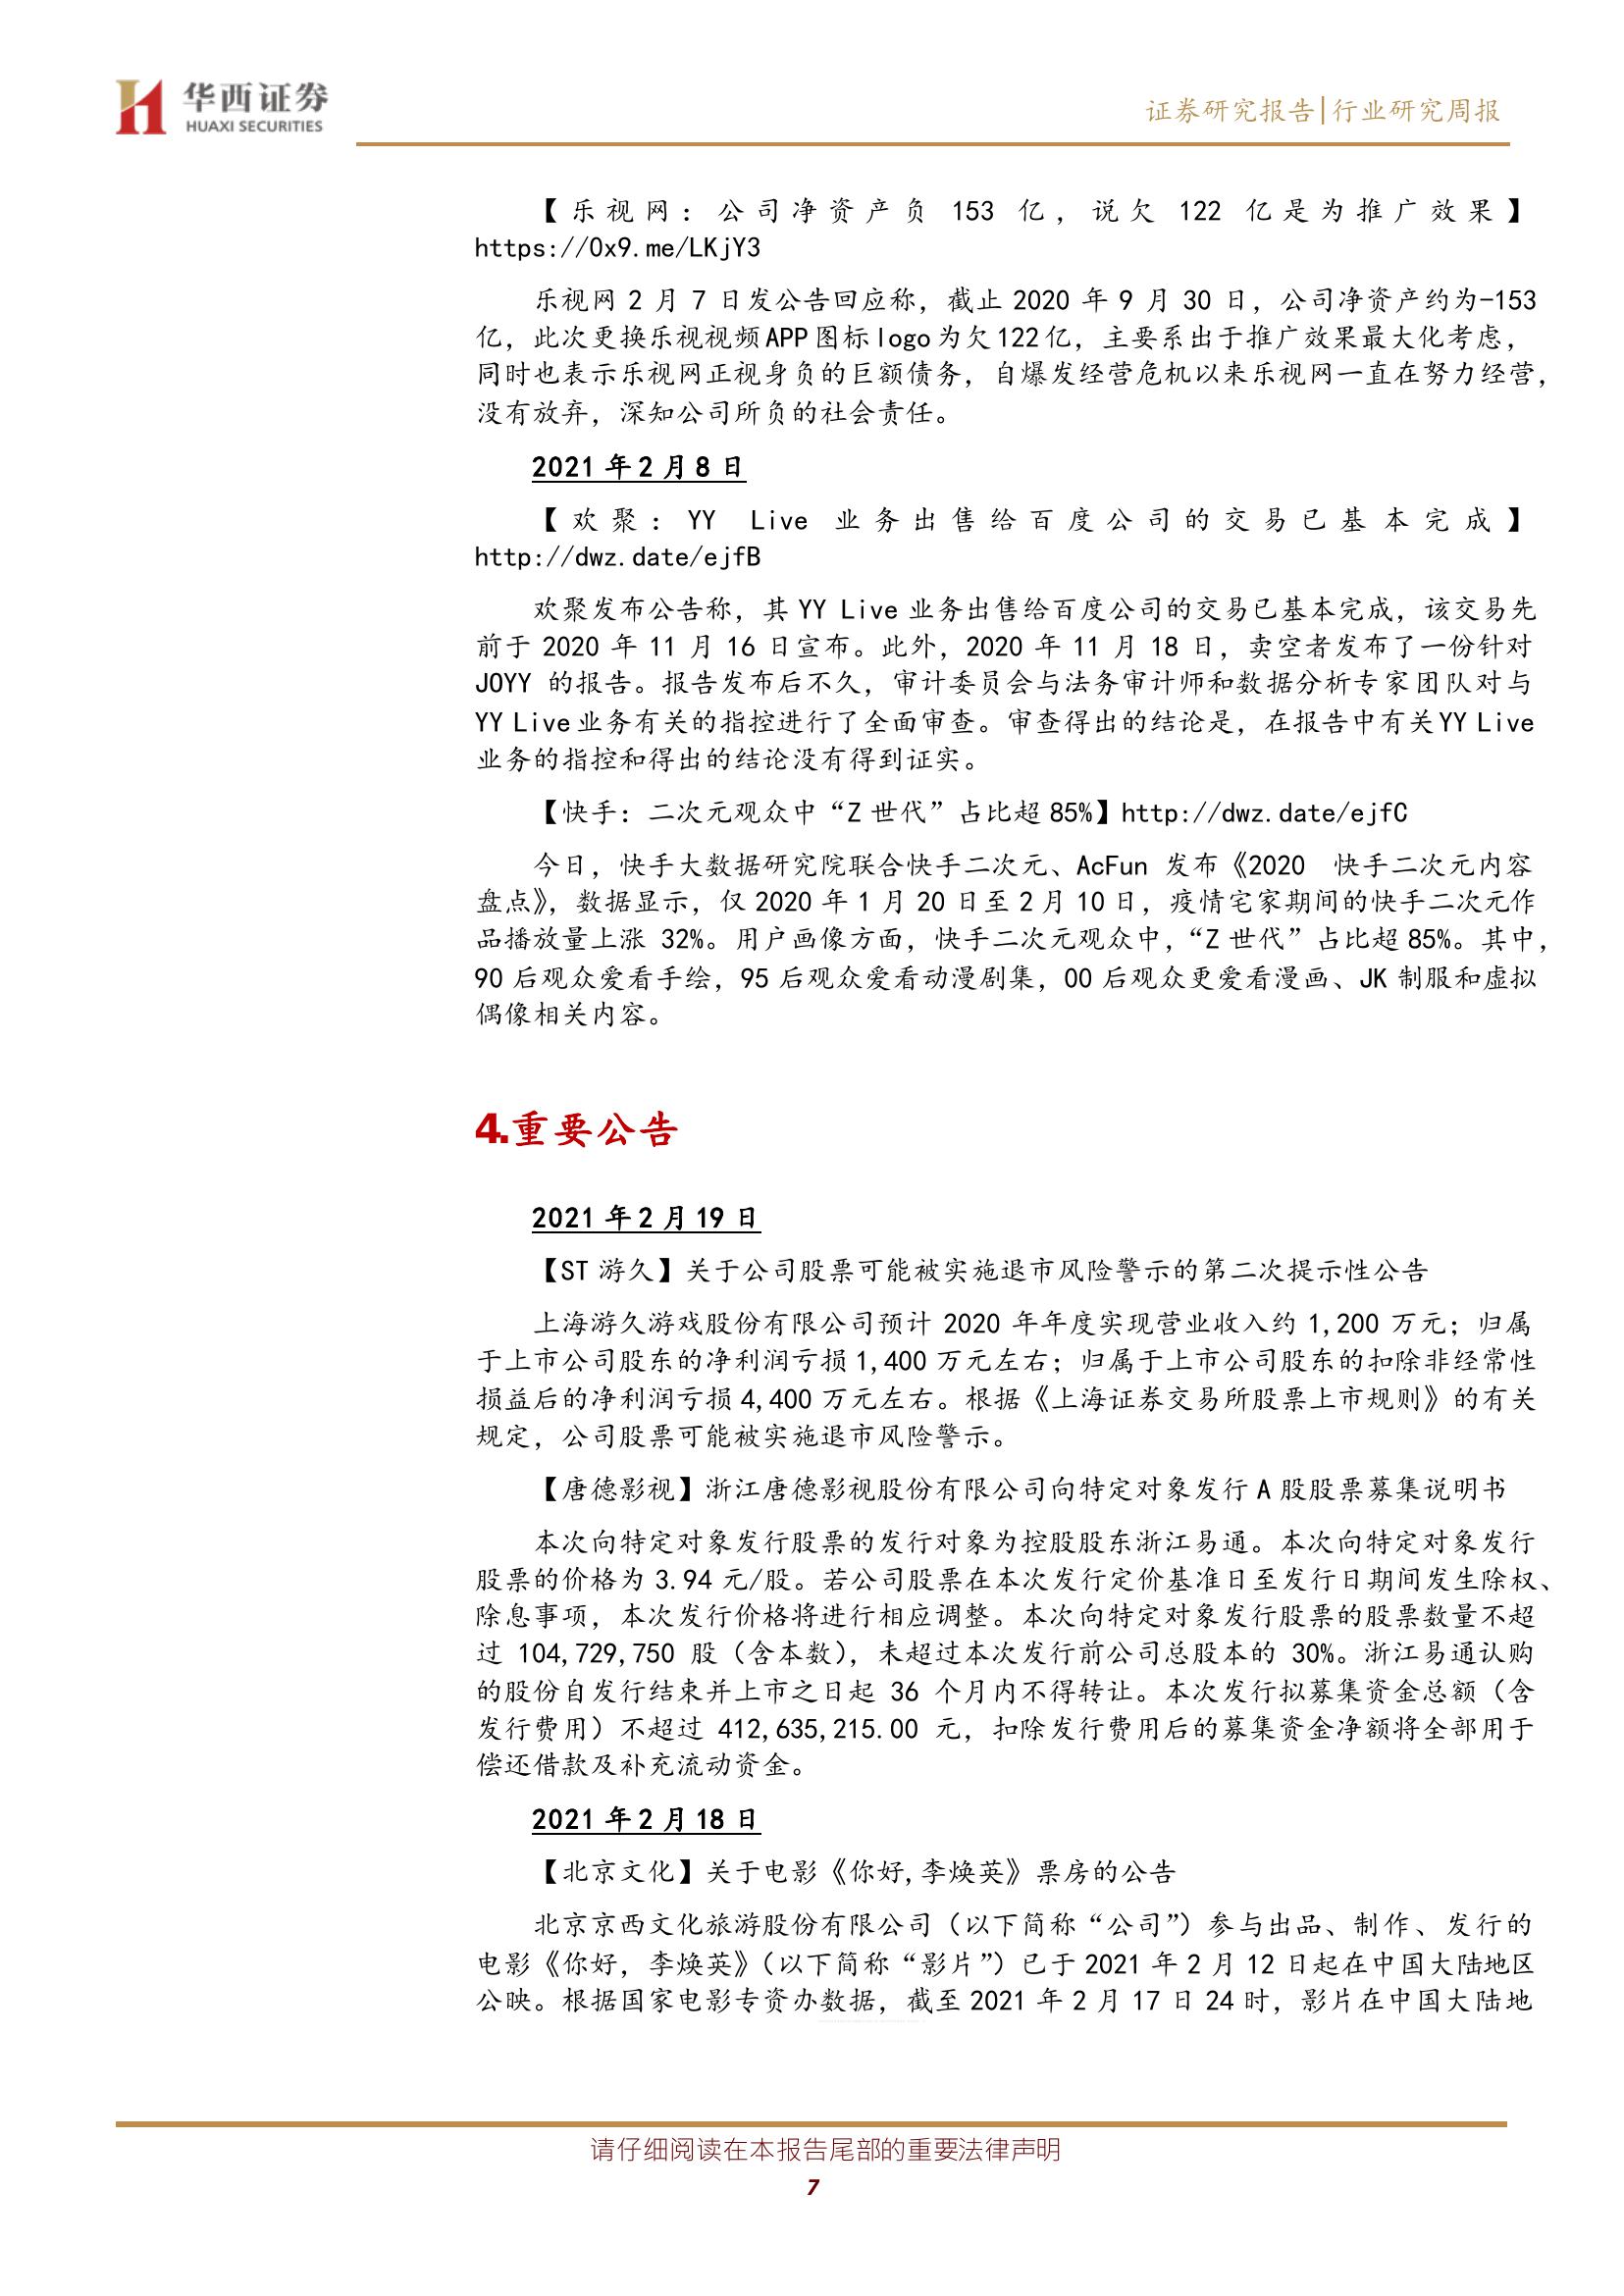 华西证券
HUAXI SECURITIES
证券研究报告|行业研究周报
【乐视网：公司净资产负 153 亿，说欠 122 亿是为推广效果】
https://0x9.me/LKjY3
乐视网 2 月 7 日发公告回应称，截止 2020 年 9 月 30 日，公司净资产约为-153
亿，此次更换乐视视频 APP 图标 logo 为欠 122 亿，主要系出于推广效果最大化考虑，
同时也表示乐视网正视身负的巨额债务，自爆发经营危机以来乐视网一直在努力经营，
没有放弃，深知公司所负的社会责任。
2021 年 2 月 8 日
【欢聚：YY Live 业务出售给百度公司的交易已基本完成】
http://dwz.date/ejfB
欢聚发布公告称，其 YY Live 业务出售给百度公司的交易已基本完成，该交易先
前于 2020 年 11 月 16 日宣布。此外，2020 年 11 月 18 日，卖空者发布了一份针对
JOYY 的报告。报告发布后不久，审计委员会与法务审计师和数据分析专家团队对与
YY Live 业务有关的指控进行了全面审查。审查得出的结论是，在报告中有关 YY Live
业务的指控和得出的结论没有得到证实。
【快手：二次元观众中“Z 世代”占比超 85%】http://dwz.date/ejfC
今日，快手大数据研究院联合快手二次元、AcFun 发布《2020 快手二次元内容
盘点》，数据显示，仅 2020 年 1 月 20 日至 2 月 10 日，疫情宅家期间的快手二次元作
品播放量上涨 32%。用户画像方面，快手二次元观众中，“Z 世代”占比超 85%。其中，
90 后观众爱看手绘，95 后观众爱看动漫剧集，00 后观众更爱看漫画、JK 制服和虚拟
偶像相关内容。
4.重要公告
2021 年 2 月 19 日
【ST 游久】关于公司股票可能被实施退市风险警示的第二次提示性公告
上海游久游戏股份有限公司预计 2020 年年度实现营业收入约 1,200 万元；归属
于上市公司股东的净利润亏损 1,400 万元左右；归属于上市公司股东的扣除非经常性
损益后的净利润亏损 4,400 万元左右。根据《上海证券交易所股票上市规则》的有关
规定，公司股票可能被实施退市风险警示。
【唐德影视】浙江唐德影视股份有限公司向特定对象发行 A 股股票募集说明书
本次向特定对象发行股票的发行对象为控股股东浙江易通。本次向特定对象发行
股票的价格为 3.94 元/股。若公司股票在本次发行定价基准日至发行日期间发生除权、
除息事项，本次发行价格将进行相应调整。本次向特定对象发行股票的股票数量不超
过 104,729,750 股（含本数），未超过本次发行前公司总股本的 30%。浙江易通认购
的股份自发行结束并上市之日起 36 个月内不得转让。本次发行拟募集资金总额（含
发行费用）不超过 412,635,215.00 元，扣除发行费用后的募集资金净额将全部用于
偿还借款及补充流动资金。
2021 年 2 月 18 日
【北京文化】关于电影《你好,李焕英》票房的公告
北京京西文化旅游股份有限公司（以下简称“公司”）参与出品、制作、发行的
电影《你好，李焕英》（以下简称“影片”）已于 2021 年 2 月 12 日起在中国大陆地区
公映。根据国家电影专资办数据，截至 2021 年 2 月 17 日 24 时，影片在中国大陆地
请仔细阅读在本报告尾部的重要法律声明
7